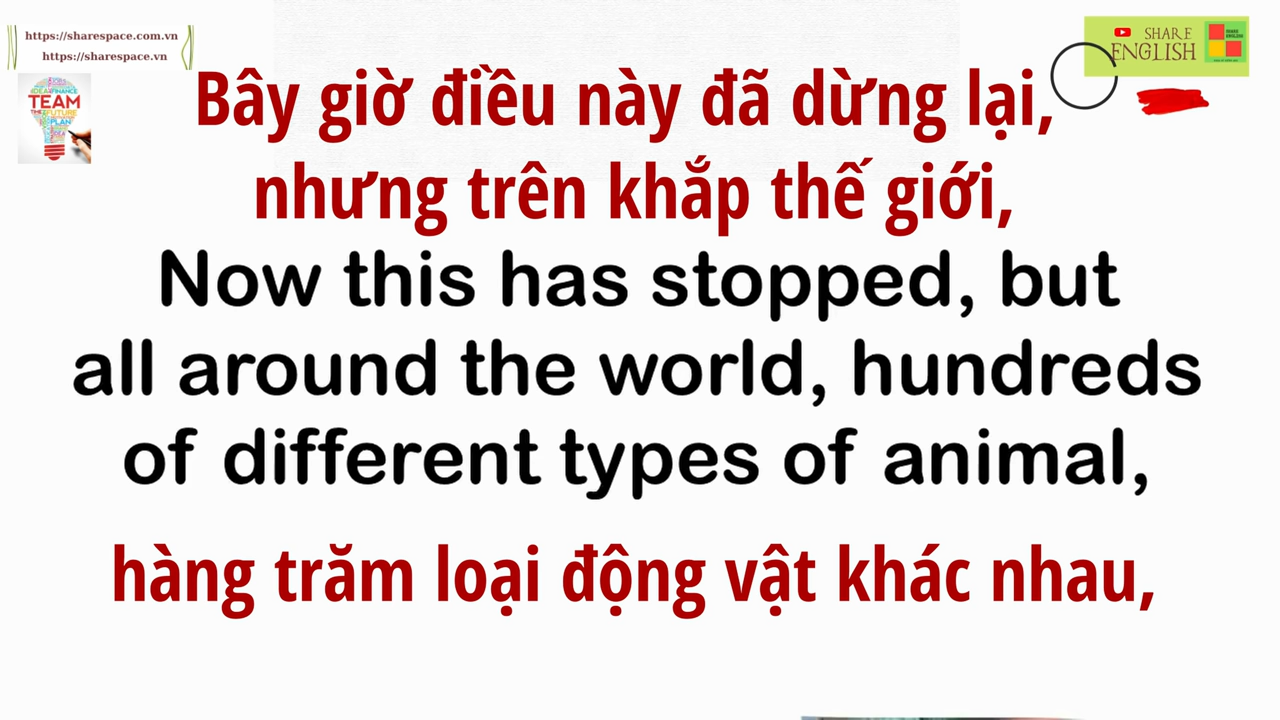 https://sharespace.com.vn
https://sharespace.vn
SHARE
ENGLISH
TEAM
Bây giờ điều này đã dừng lại,
nhưng trên khắp thế giới,
Now this has stopped, but
all around the world, hundreds
of different types of animal,
hàng trăm loại động vật khác nhau,